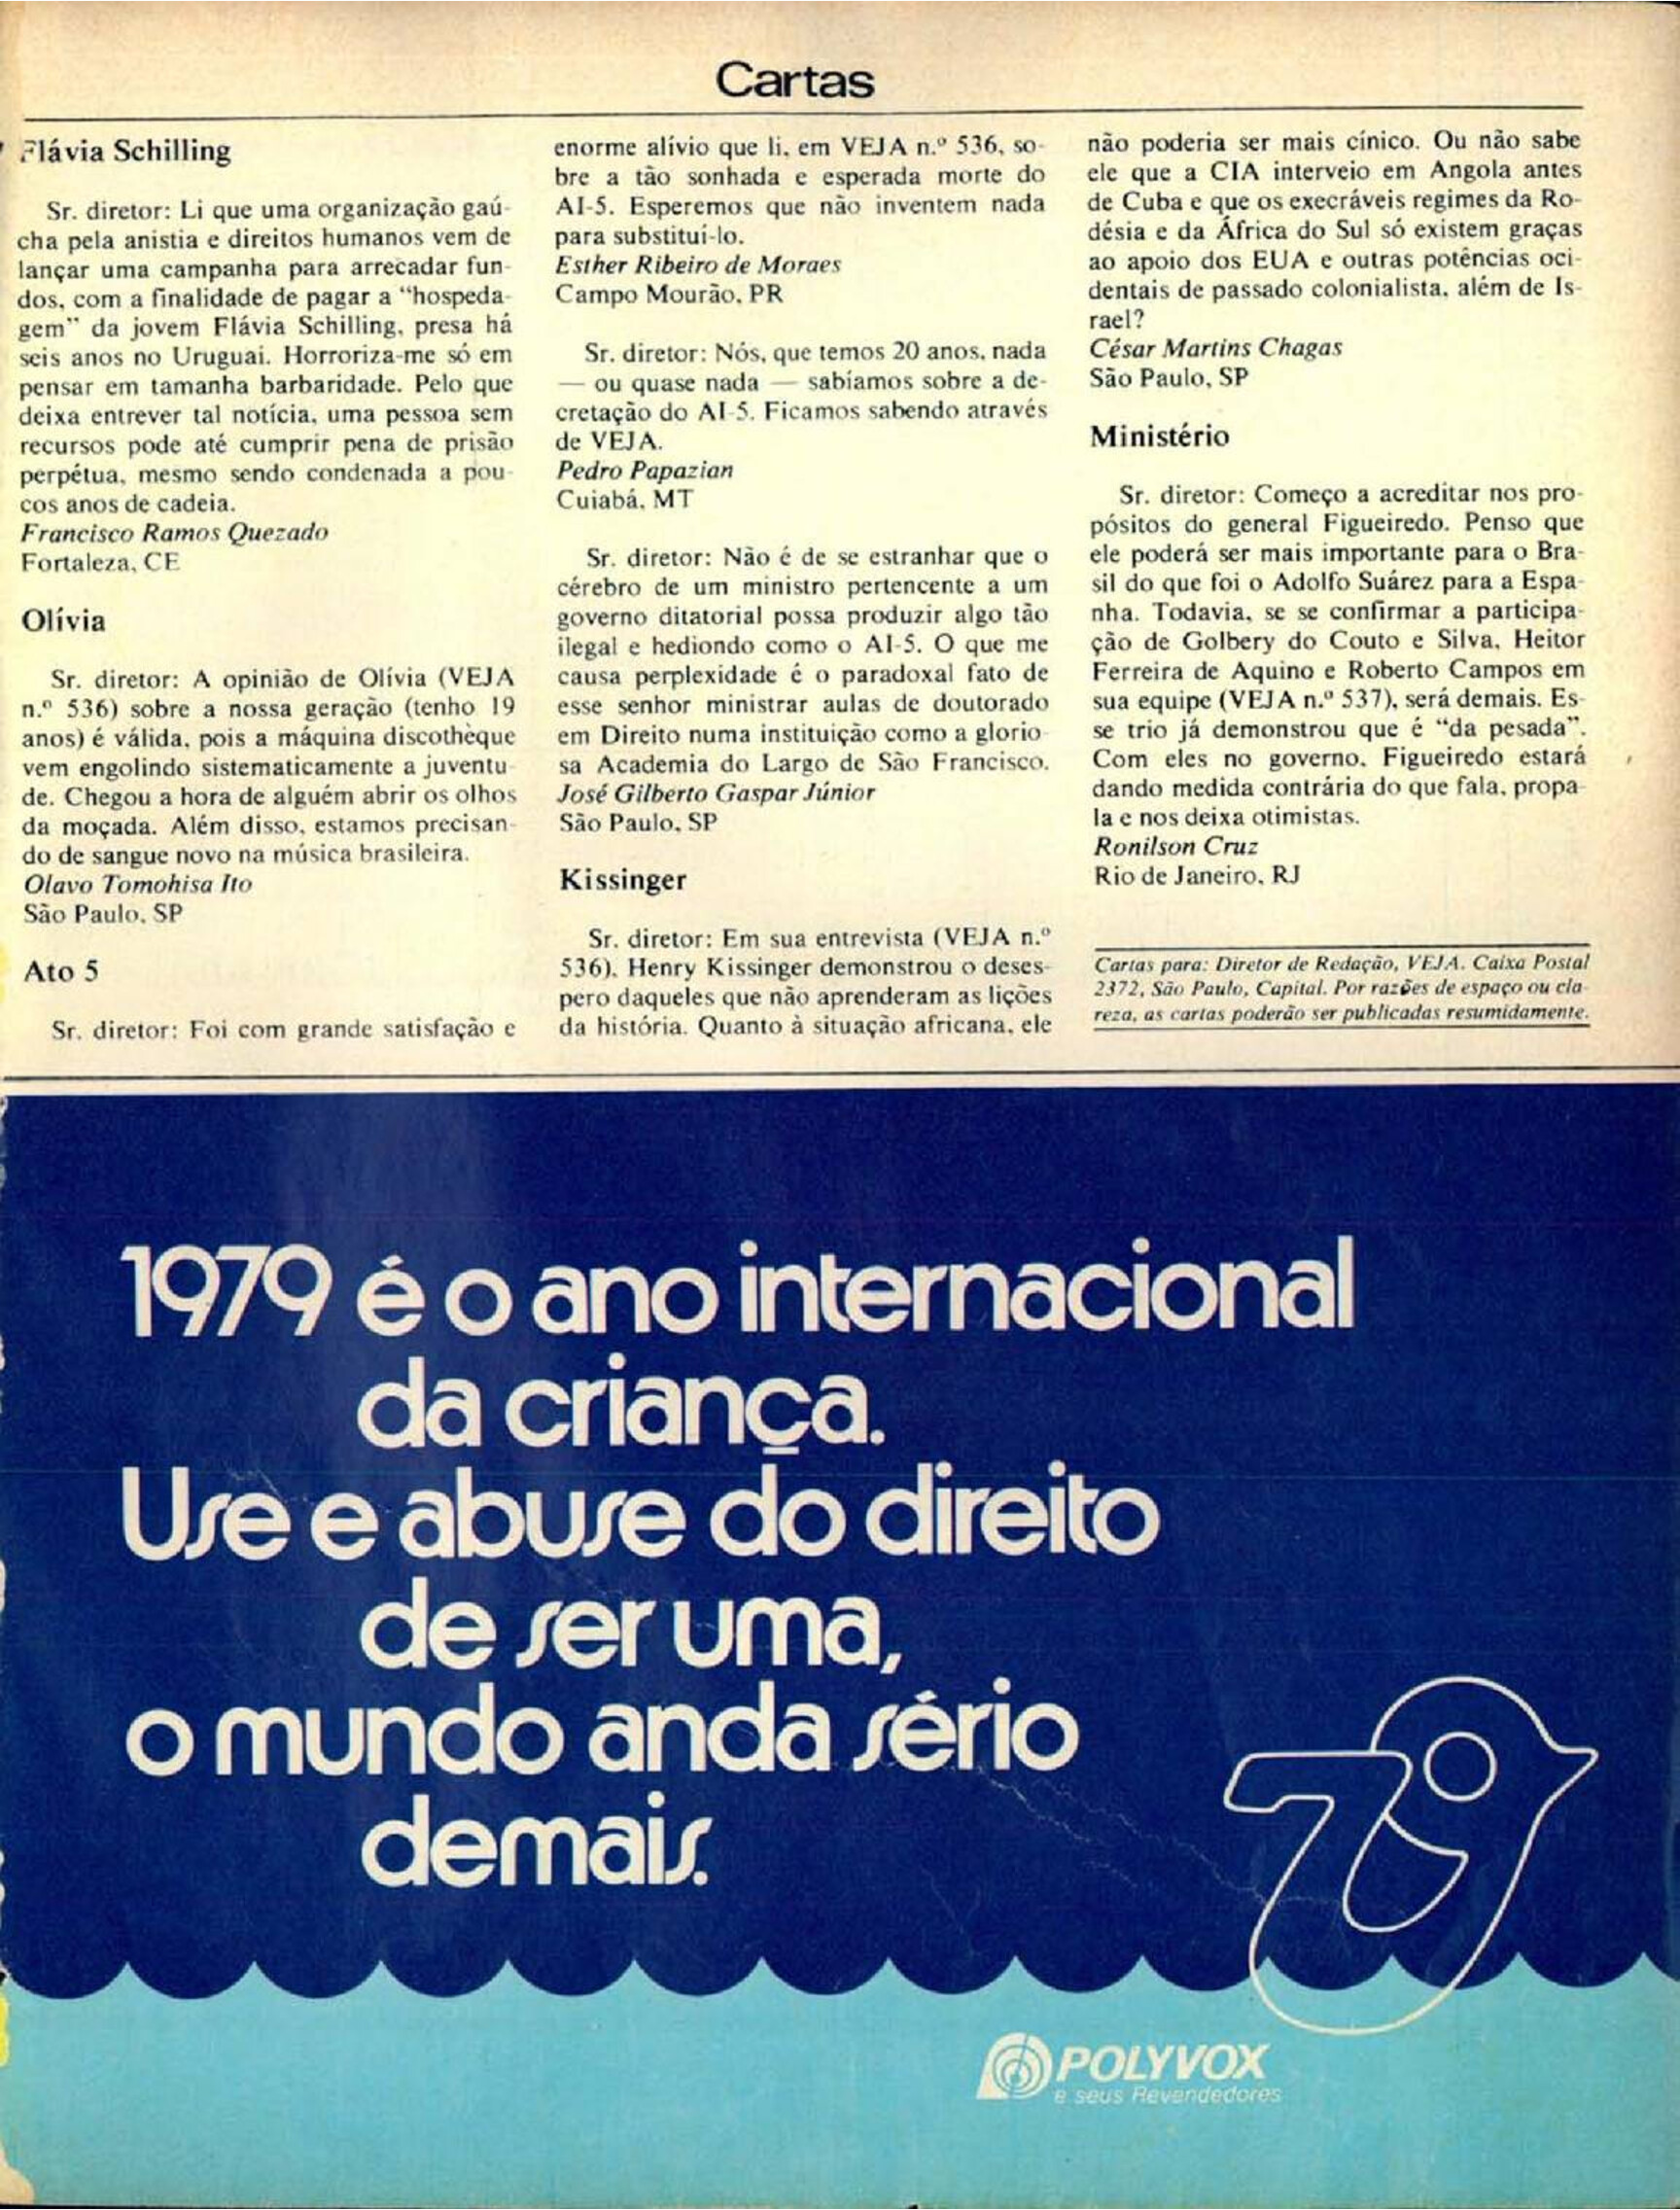 Cartas
Flávia Schilling
Sr. diretor: Li que uma organização gaú-
cha pela anistia e direitos humanos vem de
lançar uma campanha para arrecadar fun-
dos, com a finalidade de pagar a “hospeda-
gem” da jovem Flávia Schilling, presa há
seis anos no Uruguai. Horroriza-me só em
pensar em tamanha barbaridade. Pelo que
deixa entrever tal notícia, uma pessoa sem
recursos pode até cumprir pena de prisão
perpétua, mesmo sendo condenada a pou-
cos anos de cadeia.
Francisco Ramos Quezado
Fortaleza, CE
Olívia
Sr. diretor: A opinião de Olívia (VEJA
n.º 536) sobre a nossa geração (tenho 19
anos) é válida, pois a máquina discothèque
vem engolindo sistematicamente a juventu-
de. Chegou a hora de alguém abrir os olhos
da moçada. Além disso, estamos precisan-
do de sangue novo na música brasileira.
Olavo Tomohisa Ito
São Paulo, SP
Ato 5
Sr. diretor: Foi com grande satisfação e
enorme alívio que li, em VEJA n.º 536, so-
bre a tão sonhada e esperada morte do
AI-5. Esperemos que não inventem nada
para substituí-lo.
Esther Ribeiro de Moraes
Campo Mourão, PR
Sr. diretor: Nós, que temos 20 anos, nada
— ou quase nada — sabíamos sobre a de-
cretação do AI-5. Ficamos sabendo através
de VEJA.
Pedro Papazian
Cuiabá, MT
Sr. diretor: Não é de se estranhar que o
cérebro de um ministro pertencente a um
governo ditatorial possa produzir algo tão
ilegal e hediondo como o AI-5. O que me
causa perplexidade é o paradoxal fato de
esse senhor ministrar aulas de doutorado
em Direito numa instituição como a glorio-
sa Academia do Largo de São Francisco.
José Gilberto Gaspar Júnior
São Paulo, SP
Kissinger
Sr. diretor: Em sua entrevista (VEJA n.º
536), Henry Kissinger demonstrou o deses-
pero daqueles que não aprenderam as lições
da história. Quanto à situação africana, ele
não poderia ser mais cínico. Ou não sabe
ele que a CIA interveio em Angola antes
de Cuba e que os execráveis regimes da Ro-
désia e da África do Sul só existem graças
ao apoio dos EUA e outras potências oci-
dentais de passado colonialista, além de Is-
rael?
César Martins Chagas
São Paulo, SP
Ministério
Sr. diretor: Começo a acreditar nos pro-
pósitos do general Figueiredo. Penso que
ele poderá ser mais importante para o Bra-
sil do que foi o Adolfo Suárez para a Espa-
nha. Todavia, se se confirmar a participa-
ção de Golbery do Couto e Silva, Heitor
Ferreira de Aquino e Roberto Campos em
sua equipe (VEJA n.º 537), será demais. Es-
se trio já demonstrou que é “da pesada”.
Com eles no governo, Figueiredo estará
dando medida contrária do que fala, propa-
la e nos deixa otimistas.
Ronilson Cruz
Rio de Janeiro, RJ
Cartas para: Diretor de Redação, VEJA. Caixa Postal
2372, São Paulo, Capital. Por razões de espaço ou cla-
reza, as cartas poderão ser publicadas resumidamente.
1979 é o ano internacional
da criança.
Use e abuse do direito
de ser uma,
o mundo anda sério
demais.
79
POLYVOX
e seus Revendedores